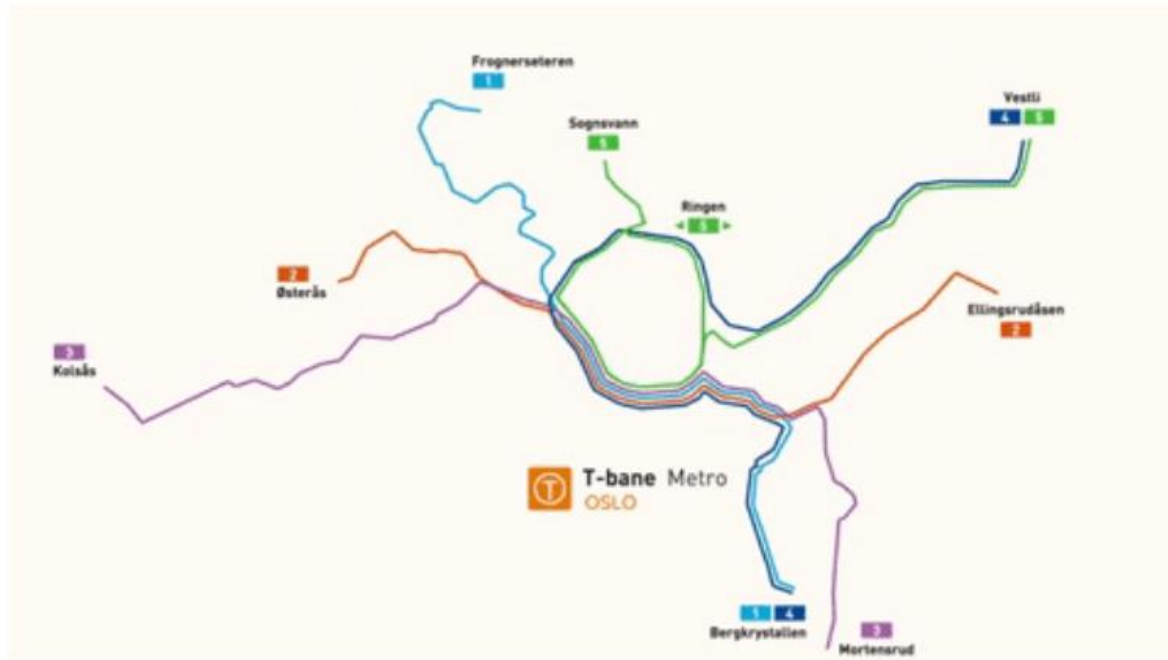 Frognerseteren
1
Sognsvann
5
Vestli
4 5
Ringen
5
2
Østerås
Ellingsrudåsen
2
3
Kolsås
T
T-bane Metro
OSLO
1 4
Bergkrystallen
3
Mortensrud